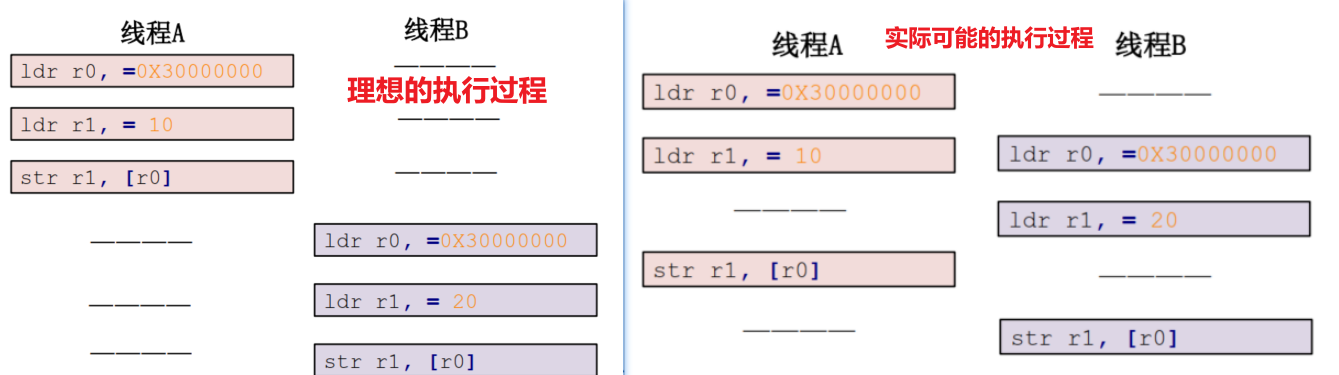 线程A
线程B
理想的执行过程
ldr r0, =0X30000000
ldr r1, = 10
str r1, [r0]
ldr r0, =0X30000000
ldr r1, = 20
str r1, [r0]
线程A
实际可能的执行过程
线程B
ldr r0, =0X30000000
ldr r1, = 10
ldr r0, =0X30000000
ldr r1, = 20
str r1, [r0]
str r1, [r0]